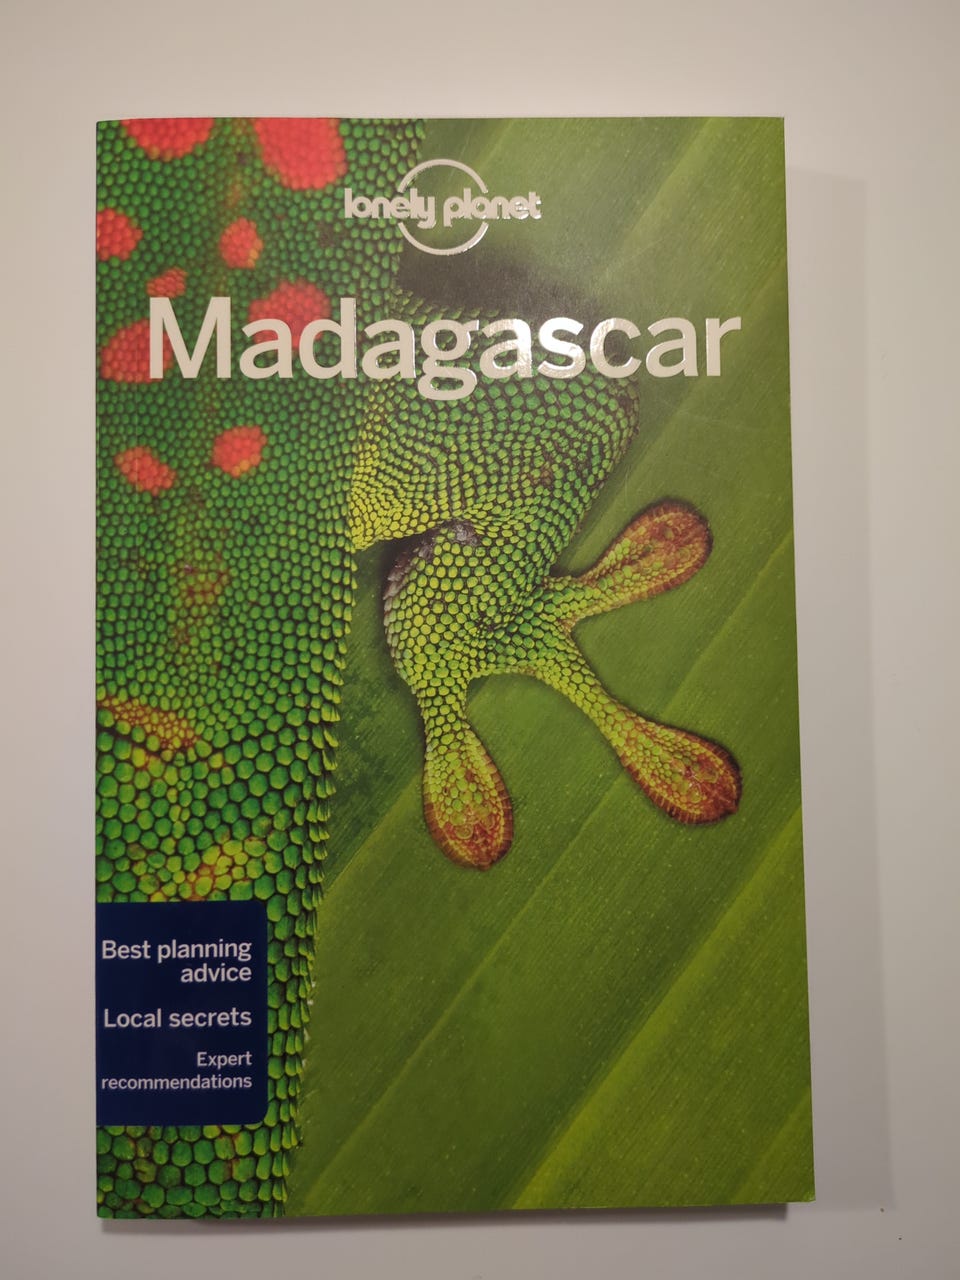 lonely planet
Madagascar
Best planning
advice
Local secrets
Expert
recommendations